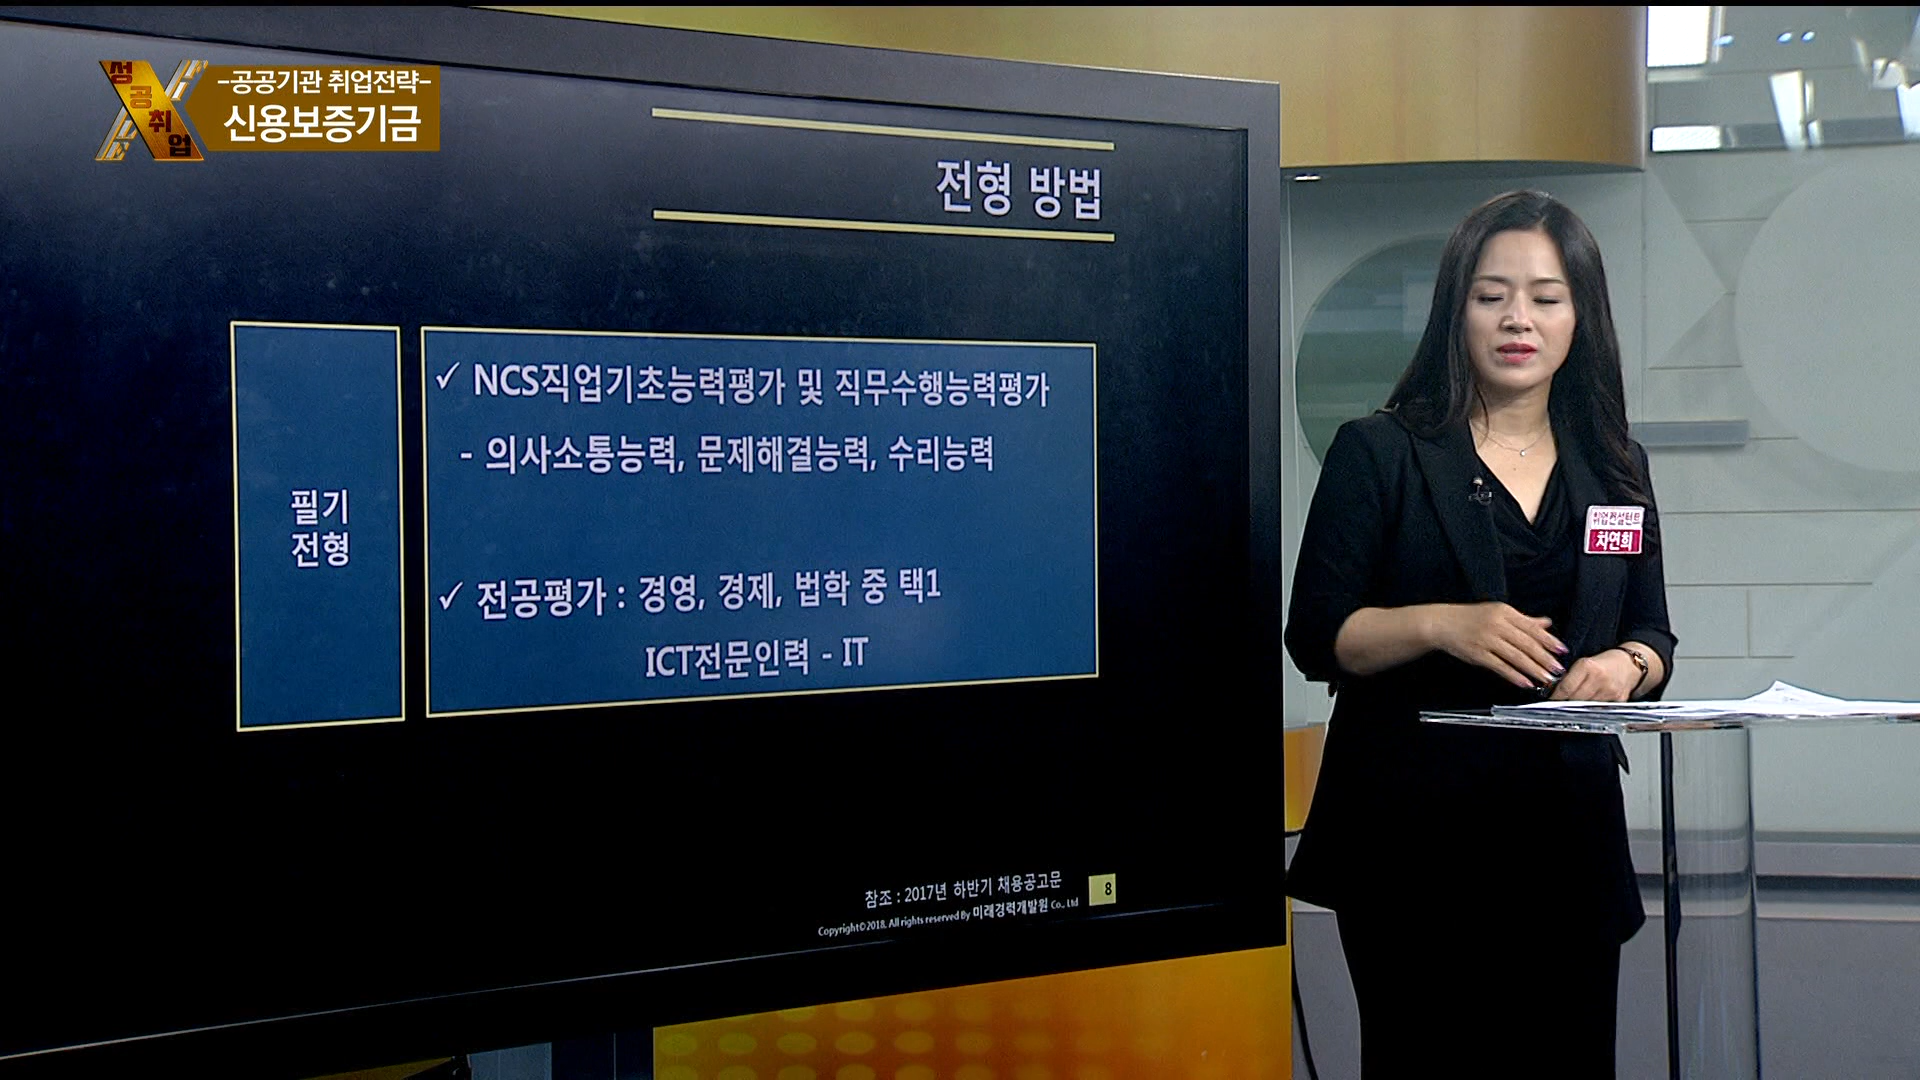 성공취업
-공공기관 취업전략-
신용보증기금
전형 방법
필기
전형
✓ NCS직업기초능력평가 및 직무수행능력평가
- 의사소통능력, 문제해결능력, 수리능력
✓ 전공평가 : 경영, 경제, 법학 중 택1
ICT전문인력 - IT
취업컨설턴트
차연희
참조 : 2017년 하반기 채용공고문
8
Copyright©2018. All rights reserved By 미래경력개발원 Co., Ltd